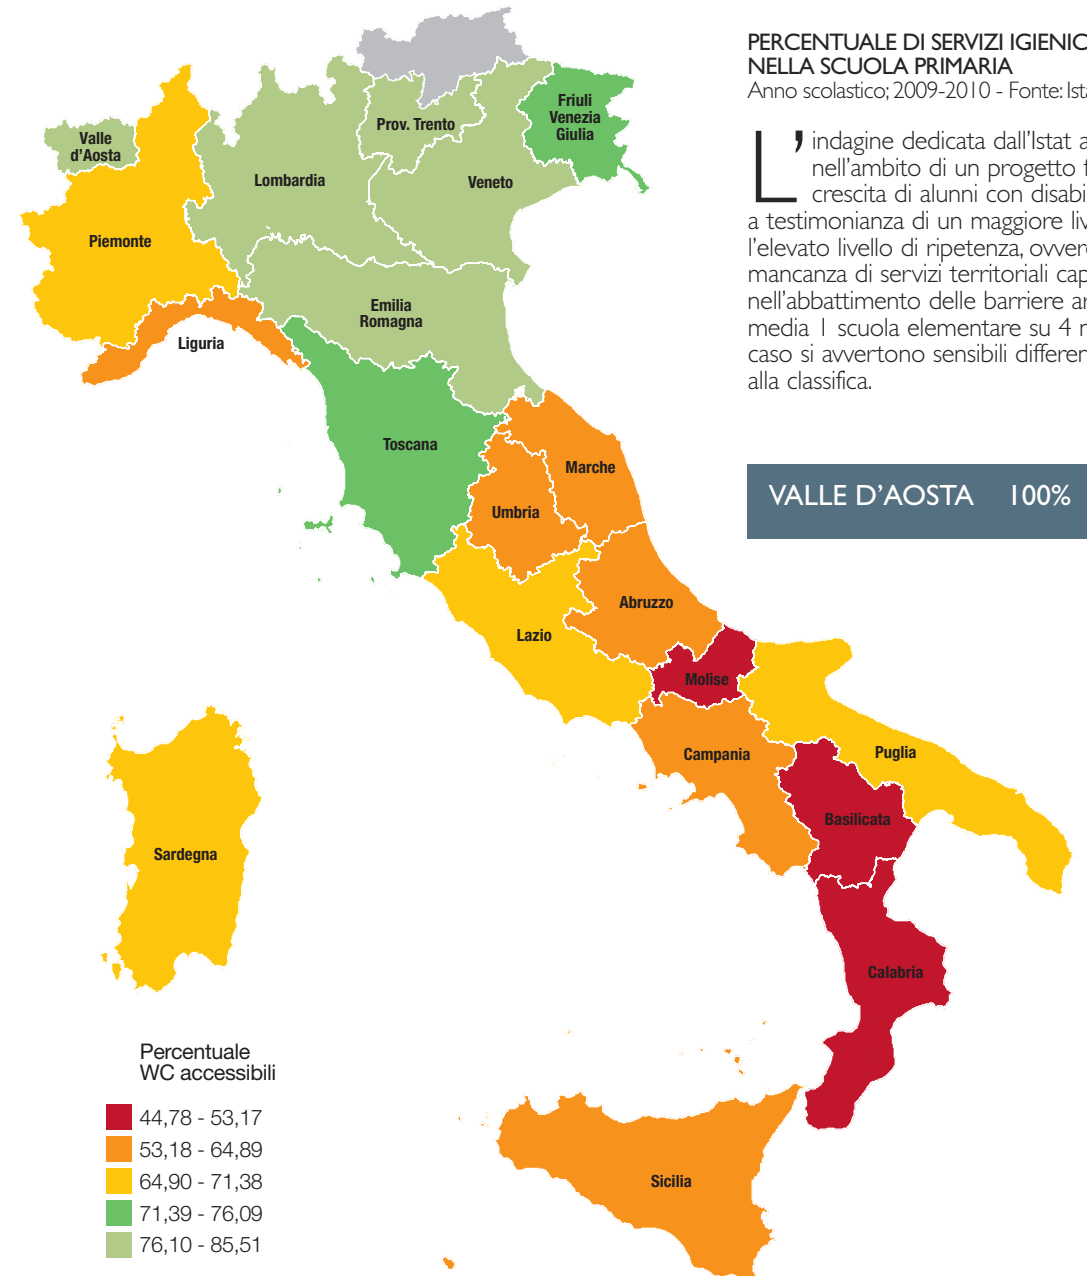 PERCENTUALE DI SERVIZI IGIENIC
NELLA SCUOLA PRIMARIA
Anno scolastico; 2009-2010 - Fonte: Ista
L'indagine dedicata dall'Istat a
nell'ambito di un progetto f
crescita di alunni con disabi
a testimonianza di un maggiore liv
l'elevato livello di ripetenza, ovver
mancanza di servizi territoriali cap
nell'abbattimento delle barriere ar
media 1 scuola elementare su 4 n
caso si avvertono sensibili differen
alla classifica.
VALLE D'AOSTA 100%
Friuli
Venezia
Giulia
Prov. Trento
Valle
d'Aosta
Lombardia
Veneto
Piemonte
Emilia
Romagna
Liguria
Toscana
Marche
Umbria
Abruzzo
Lazio
Molise
Campania
Puglia
Basilicata
Sardegna
Calabria
Sicilia
Percentuale
WC accessibili
44,78 - 53,17
53,18 - 64,89
64,90 - 71,38
71,39 - 76,09
76,10 - 85,51